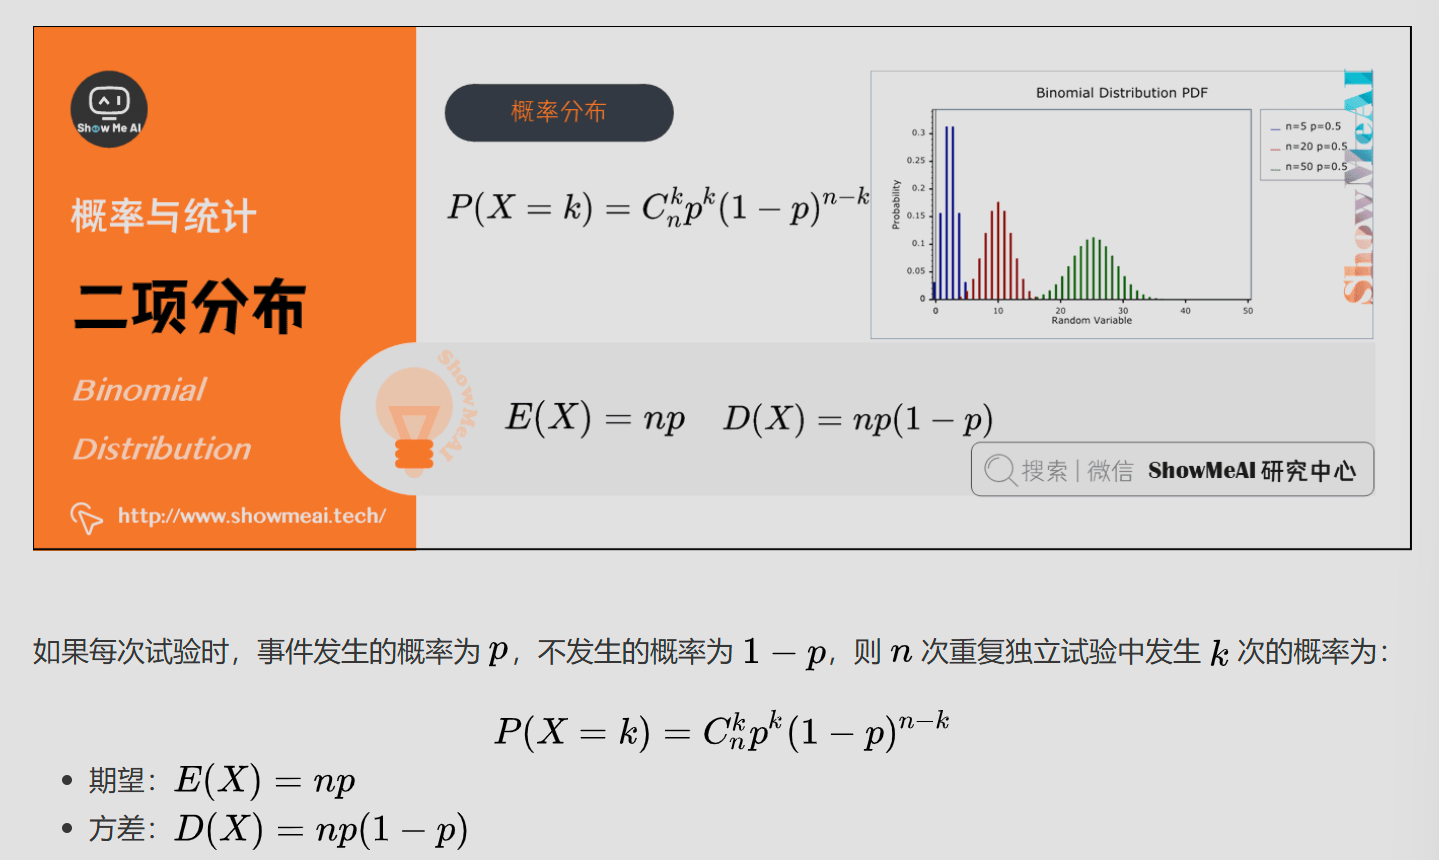 Show Me AI
概率与统计
二项分布
Binomial
Distribution
http://www.showmeai.tech/
概率分布
P(X = k) = C_n^k p^k (1 − p)^{n−k}
Binomial Distribution PDF
Probability
0.3
0.25
0.2
0.15
0.1
0.05
0
0 10 20 30 40 50
Random Variable
n=5 p=0.5
n=20 p=0.5
n=50 p=0.5
ShowMeAI
ShowMeAI
E(X) = np D(X) = np(1 − p)
搜索 | 微信 ShowMeAI 研究中心
如果每次试验时，事件发生的概率为 p，不发生的概率为 1 − p，则 n 次重复独立试验中发生 k 次的概率为：
P(X = k) = C_n^k p^k (1 − p)^{n−k}
• 期望：E(X) = np
• 方差：D(X) = np(1 − p)